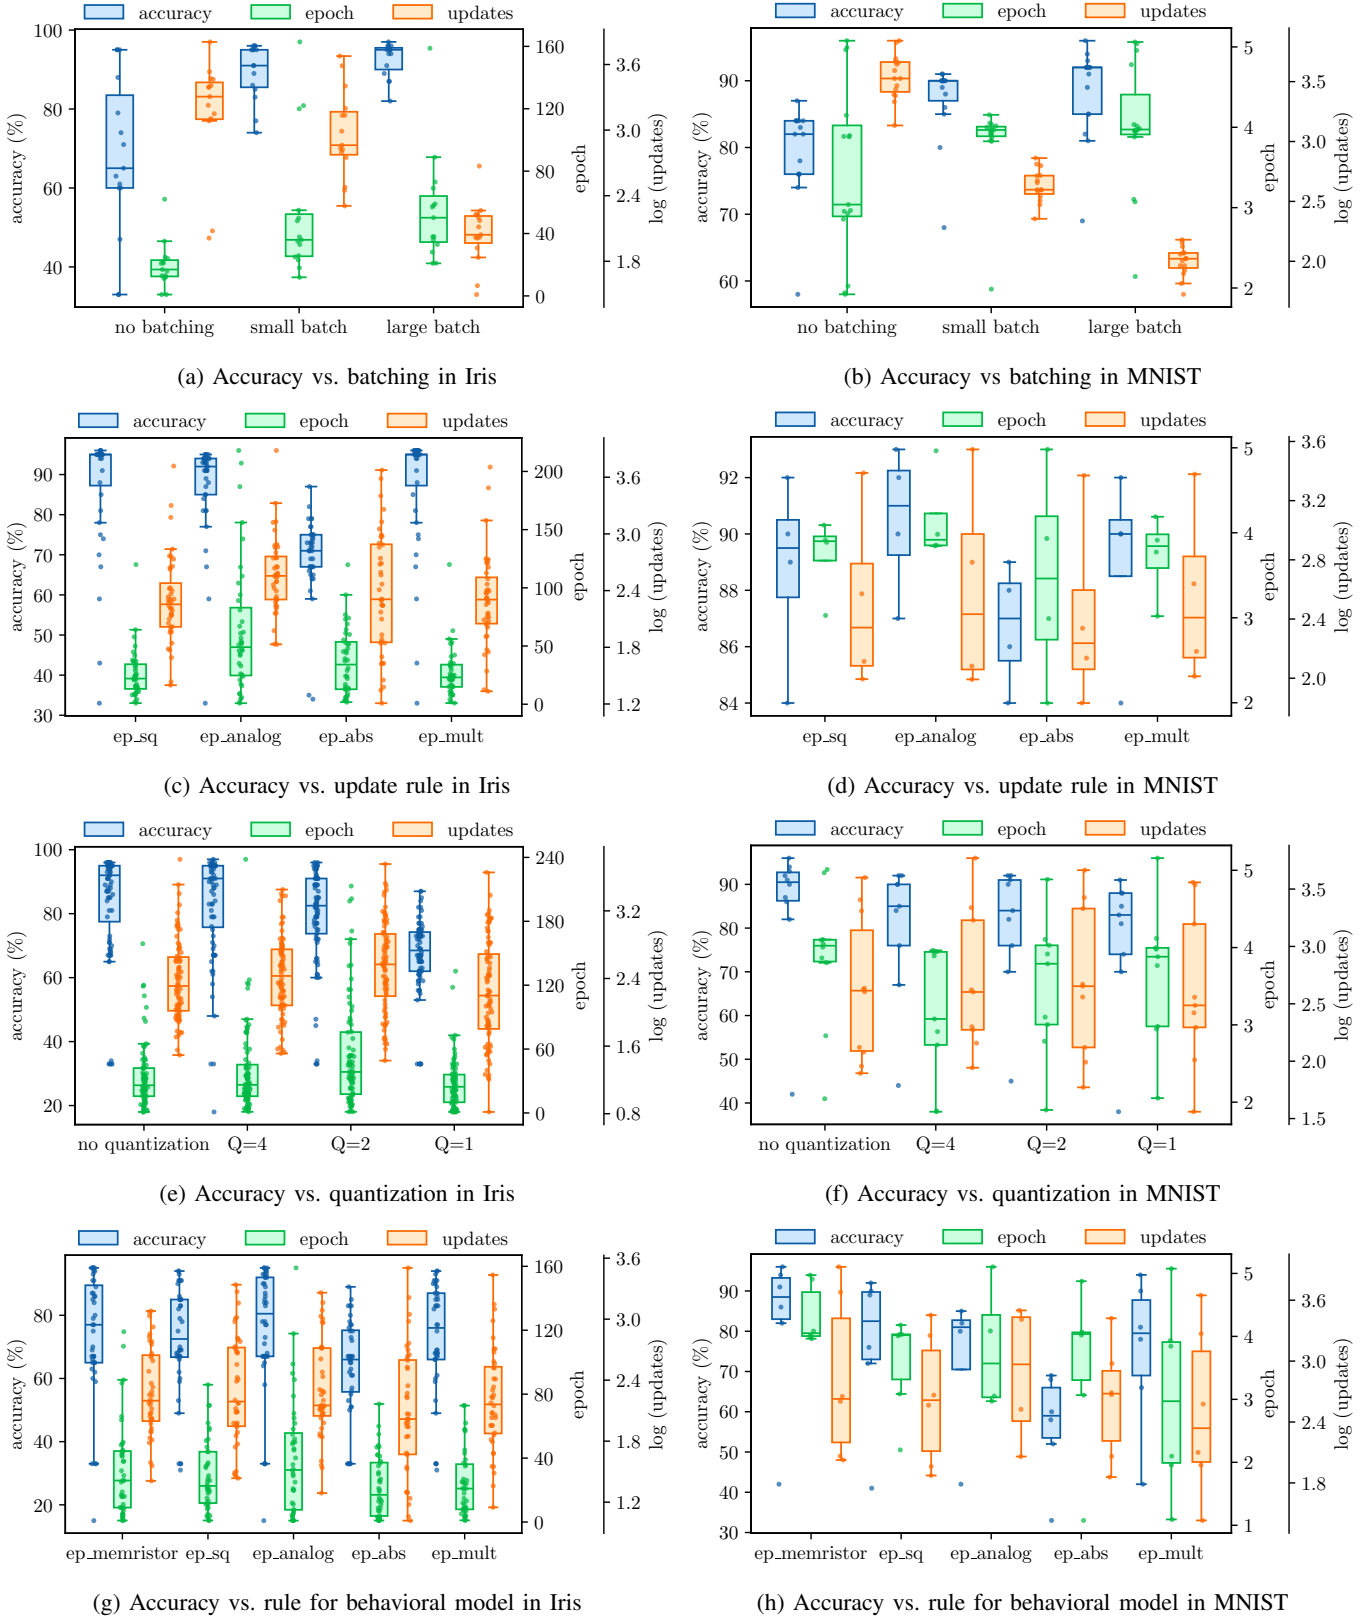 accuracy epoch updates
accuracy (%)
100
80
60
40
epoch
160
120
80
40
0
log (updates)
3.6
3.0
2.4
1.8
no batching small batch large batch
(a) Accuracy vs. batching in Iris
accuracy epoch updates
accuracy (%)
90
80
70
60
epoch
5
4
3
2
log (updates)
3.5
3.0
2.5
2.0
no batching small batch large batch
(b) Accuracy vs batching in MNIST
accuracy epoch updates
accuracy (%)
90
80
70
60
50
40
30
epoch
200
150
100
50
0
log (updates)
3.6
3.0
2.4
1.8
1.2
ep_sq ep_analog ep_abs ep_mult
(c) Accuracy vs. update rule in Iris
accuracy epoch updates
accuracy (%)
92
90
88
86
84
epoch
5
4
3
2
log (updates)
3.6
3.2
2.8
2.4
2.0
ep_sq ep_analog ep_abs ep_mult
(d) Accuracy vs. update rule in MNIST
accuracy epoch updates
accuracy (%)
100
80
60
40
20
epoch
240
180
120
60
0
log (updates)
3.2
2.4
1.6
0.8
no quantization Q=4 Q=2 Q=1
(e) Accuracy vs. quantization in Iris
accuracy epoch updates
accuracy (%)
90
80
70
60
50
40
epoch
5
4
3
2
log (updates)
3.5
3.0
2.5
2.0
1.5
no quantization Q=4 Q=2 Q=1
(f) Accuracy vs. quantization in MNIST
accuracy epoch updates
accuracy (%)
80
60
40
20
epoch
160
120
80
40
0
log (updates)
3.6
3.0
2.4
1.8
1.2
ep_memristor ep_sq ep_analog ep_abs ep_mult
(g) Accuracy vs. rule for behavioral model in Iris
accuracy epoch updates
accuracy (%)
90
80
70
60
50
40
30
epoch
5
4
3
2
1
log (updates)
3.6
3.0
2.4
1.8
ep_memristor ep_sq ep_analog ep_abs ep_mult
(h) Accuracy vs. rule for behavioral model in MNIST